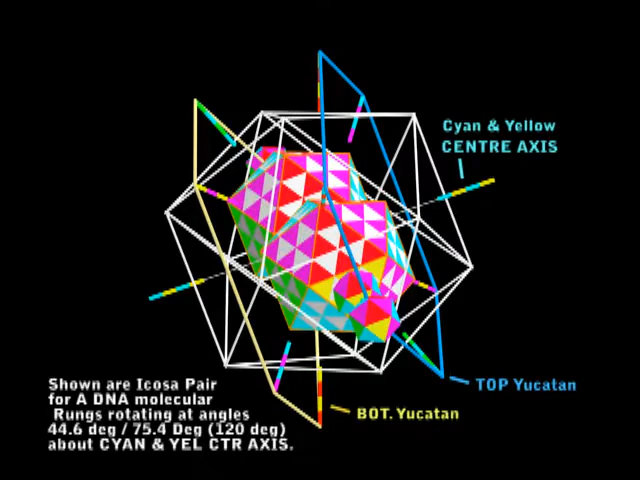 Cyan & Yellow
CENTRE AXIS
TOP Yucatan
BOT. Yucatan
Shown are Icosa Pair
for A DNA molecular
Rungs rotating at angles
44.6 deg / 75.4 Deg (120 deg)
about CYAN & YEL CTR AXIS.